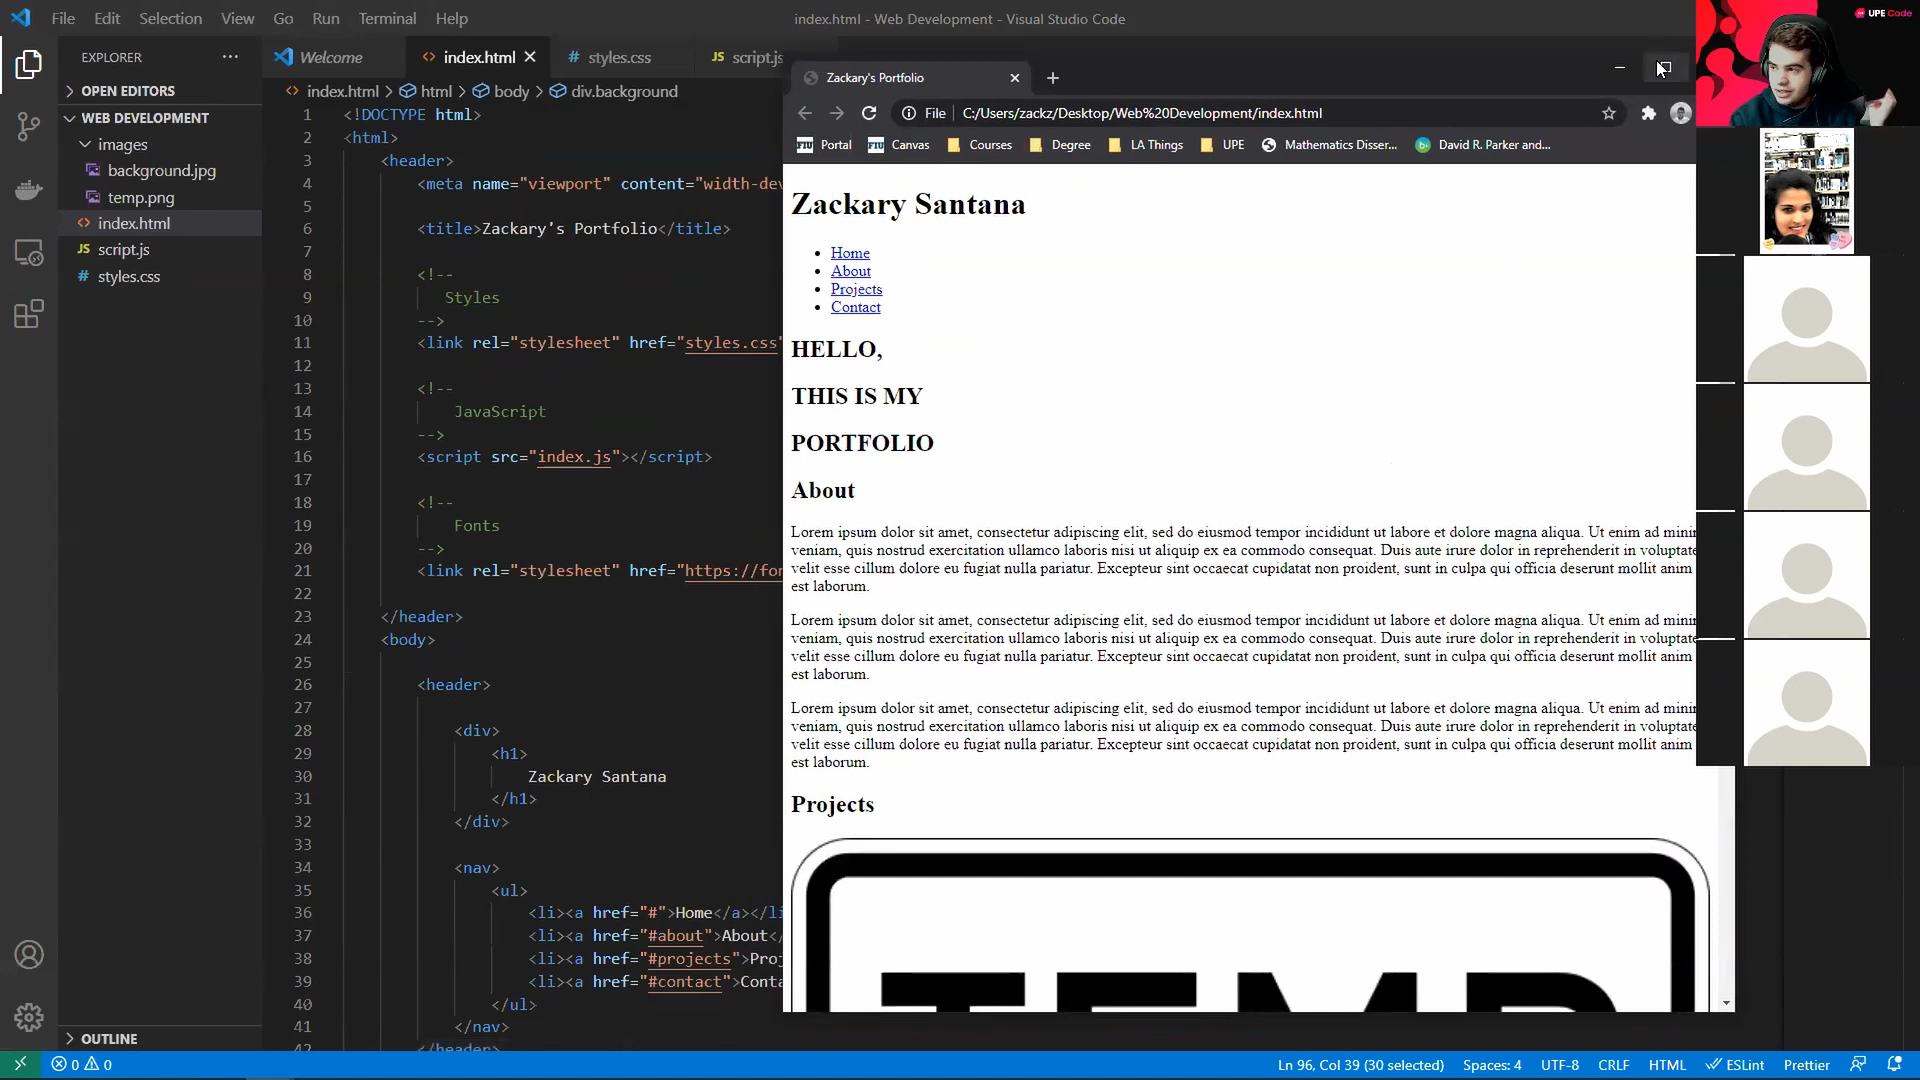 File Edit Selection View Go Run Terminal Help
index.html - Web Development - Visual Studio Code
UPE Code
EXPLORER
OPEN EDITORS
WEB DEVELOPMENT
images
background.jpg
temp.png
index.html
script.js
styles.css
OUTLINE
Welcome index.html styles.css script.js
index.html > html > body > div.background
1 <!DOCTYPE html>
2 <html>
3 <header>
4 <meta name="viewport" content="width-dev
5
6 <title>Zackary's Portfolio</title>
7
8 <!--
9 Styles
10 -->
11 <link rel="stylesheet" href="styles.css"
12
13 <!--
14 JavaScript
15 -->
16 <script src="index.js"></script>
17
18 <!--
19 Fonts
20 -->
21 <link rel="stylesheet" href="https://fon
22
23 </header>
24 <body>
25
26 <header>
27
28 <div>
29 <h1>
30 Zackary Santana
31 </h1>
32 </div>
33
34 <nav>
35 <ul>
36 <li><a href="#">Home</a></li
37 <li><a href="#about">About</
38 <li><a href="#projects">Proj
39 <li><a href="#contact">Conta
40 </ul>
41 </nav>
42 </header>
Zackary's Portfolio
File C:/Users/zackz/Desktop/Web%20Development/index.html
FIU Portal FIU Canvas Courses Degree LA Things UPE Mathematics Disser... David R. Parker and...
Zackary Santana
Home
About
Projects
Contact
HELLO,
THIS IS MY
PORTFOLIO
About
Lorem ipsum dolor sit amet, consectetur adipiscing elit, sed do eiusmod tempor incididunt ut labore et dolore magna aliqua. Ut enim ad minim
veniam, quis nostrud exercitation ullamco laboris nisi ut aliquip ex ea commodo consequat. Duis aute irure dolor in reprehenderit in voluptate
velit esse cillum dolore eu fugiat nulla pariatur. Excepteur sint occaecat cupidatat non proident, sunt in culpa qui officia deserunt mollit anim
est laborum.
Lorem ipsum dolor sit amet, consectetur adipiscing elit, sed do eiusmod tempor incididunt ut labore et dolore magna aliqua. Ut enim ad minim
veniam, quis nostrud exercitation ullamco laboris nisi ut aliquip ex ea commodo consequat. Duis aute irure dolor in reprehenderit in voluptate
velit esse cillum dolore eu fugiat nulla pariatur. Excepteur sint occaecat cupidatat non proident, sunt in culpa qui officia deserunt mollit anim
est laborum.
Lorem ipsum dolor sit amet, consectetur adipiscing elit, sed do eiusmod tempor incididunt ut labore et dolore magna aliqua. Ut enim ad minim
veniam, quis nostrud exercitation ullamco laboris nisi ut aliquip ex ea commodo consequat. Duis aute irure dolor in reprehenderit in voluptate
velit esse cillum dolore eu fugiat nulla pariatur. Excepteur sint occaecat cupidatat non proident, sunt in culpa qui officia deserunt mollit anim
est laborum.
Projects
TEMP
0 0 Ln 96, Col 39 (30 selected) Spaces: 4 UTF-8 CRLF HTML ESLint Prettier